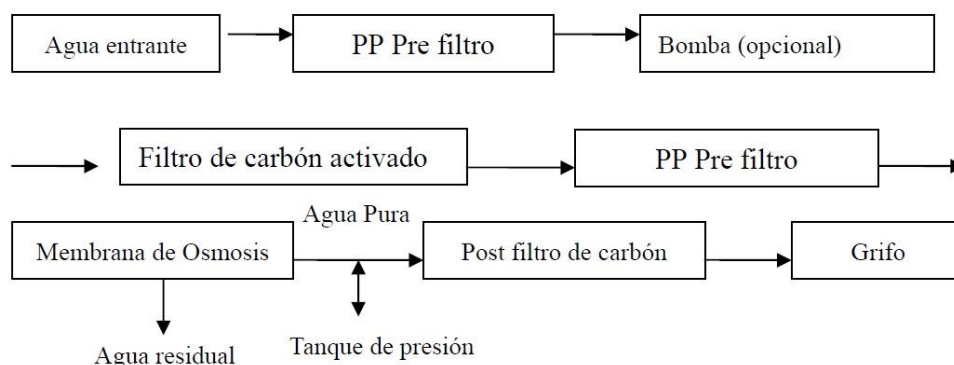 Agua entrante
PP Pre filtro
Bomba (opcional)
Filtro de carbón activado
PP Pre filtro
Agua Pura
Membrana de Osmosis
Post filtro de carbón
Grifo
Agua residual
Tanque de presión